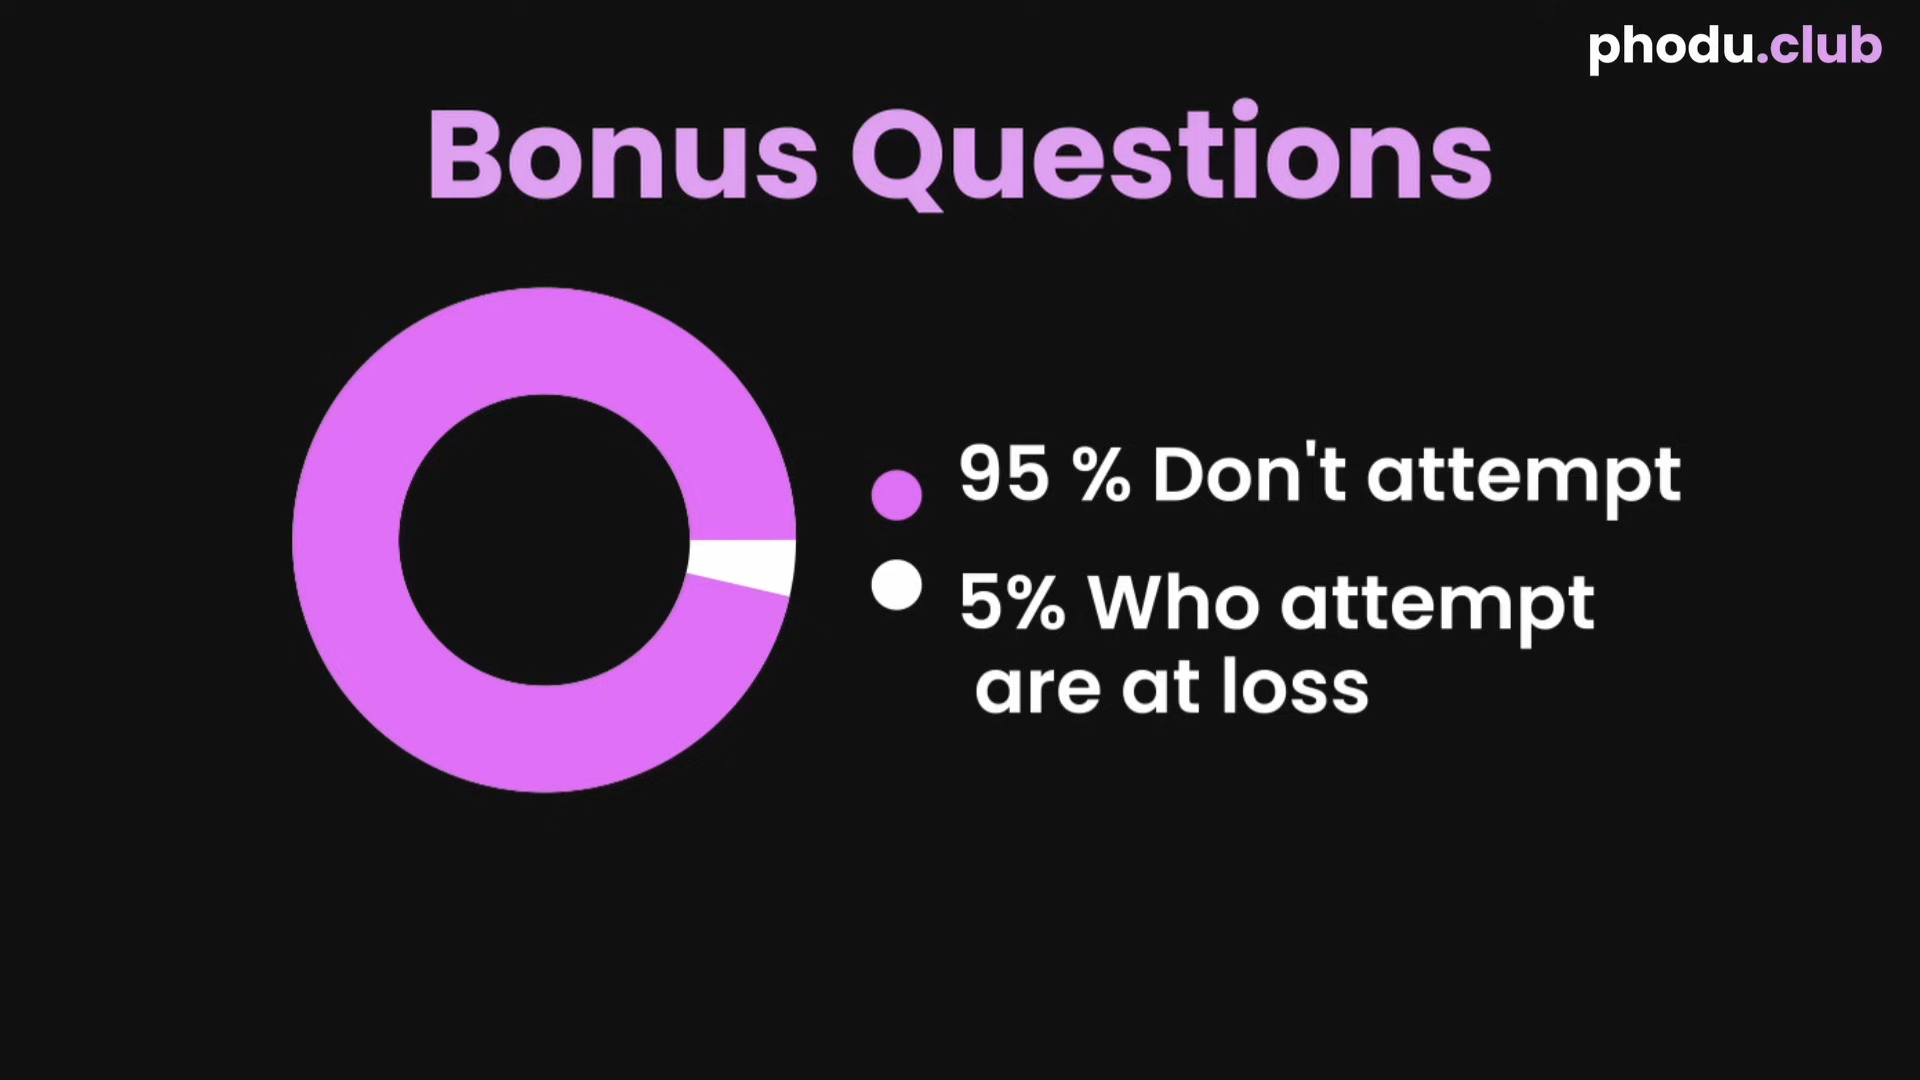 phodu.club
Bonus Questions
95 % Don't attempt
5% Who attempt
are at loss